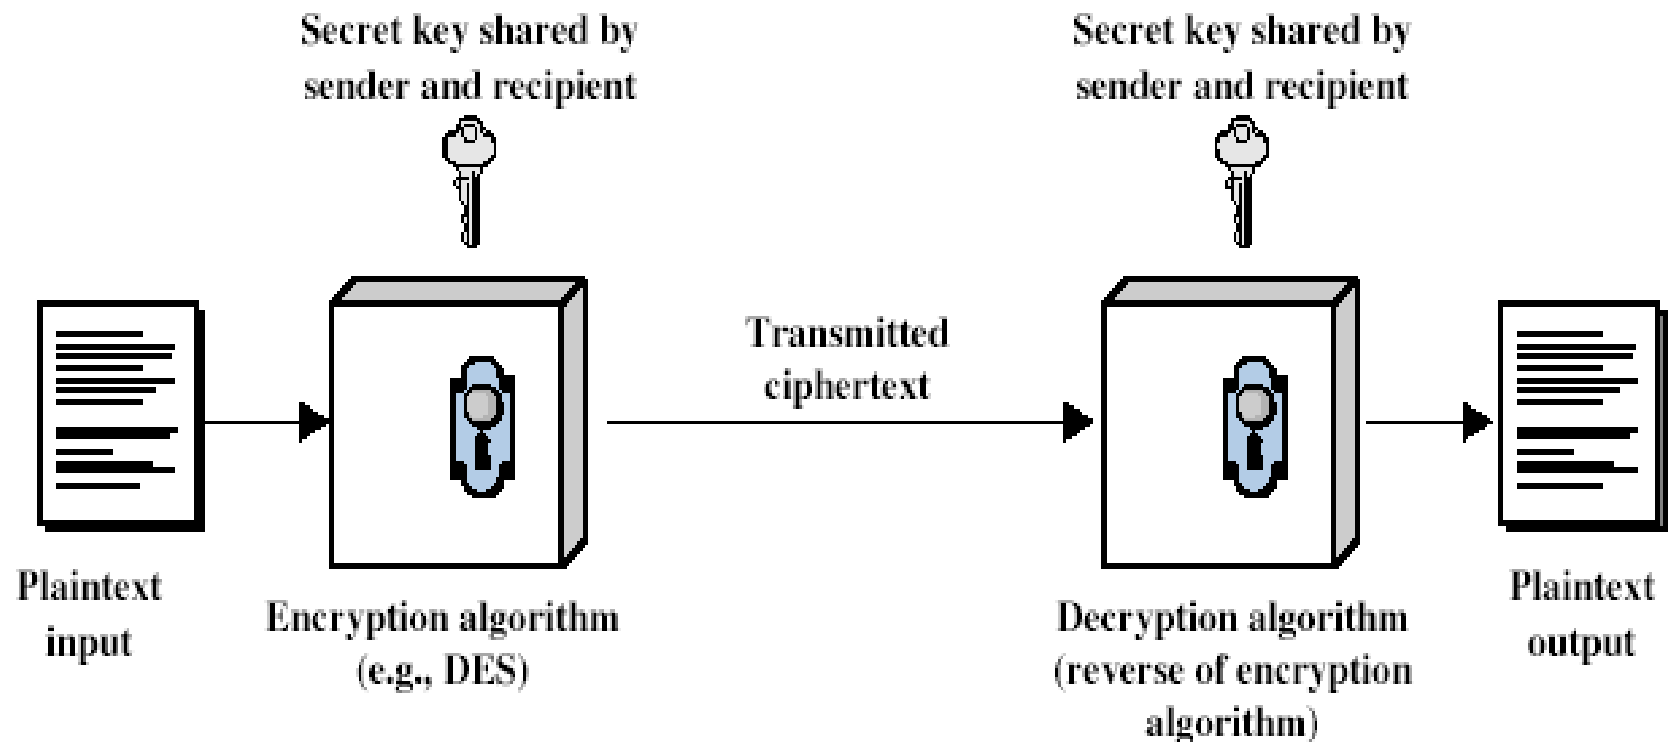 Secret key shared by
sender and recipient
Secret key shared by
sender and recipient
Transmitted
ciphertext
Plaintext
input
Encryption algorithm
(e.g., DES)
Decryption algorithm
(reverse of encryption
algorithm)
Plaintext
output